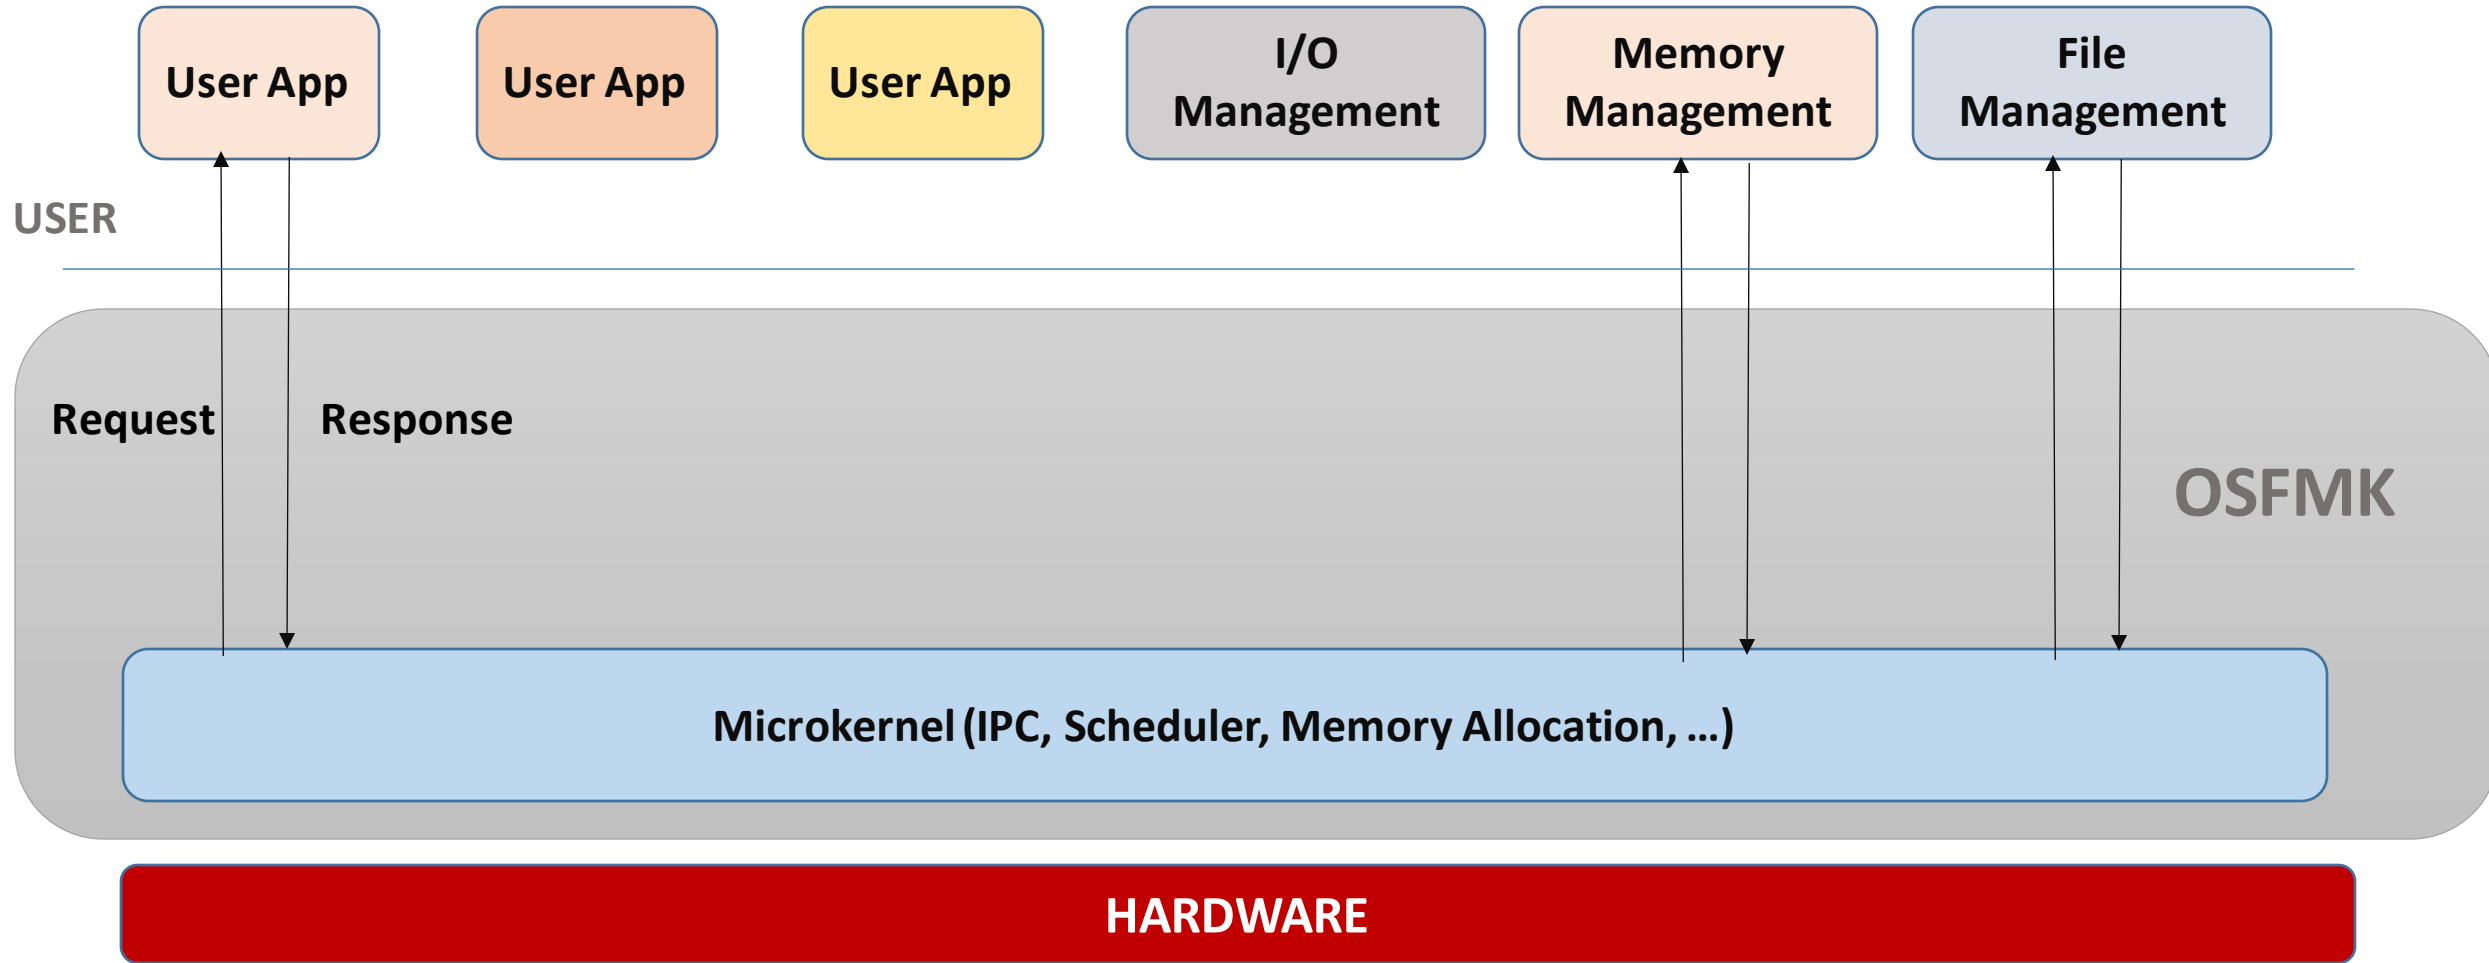 User App
User App
User App
I/O
Management
Memory
Management
File
Management
USER
Request
Response
OSFMK
Microkernel (IPC, Scheduler, Memory Allocation, ...)
HARDWARE